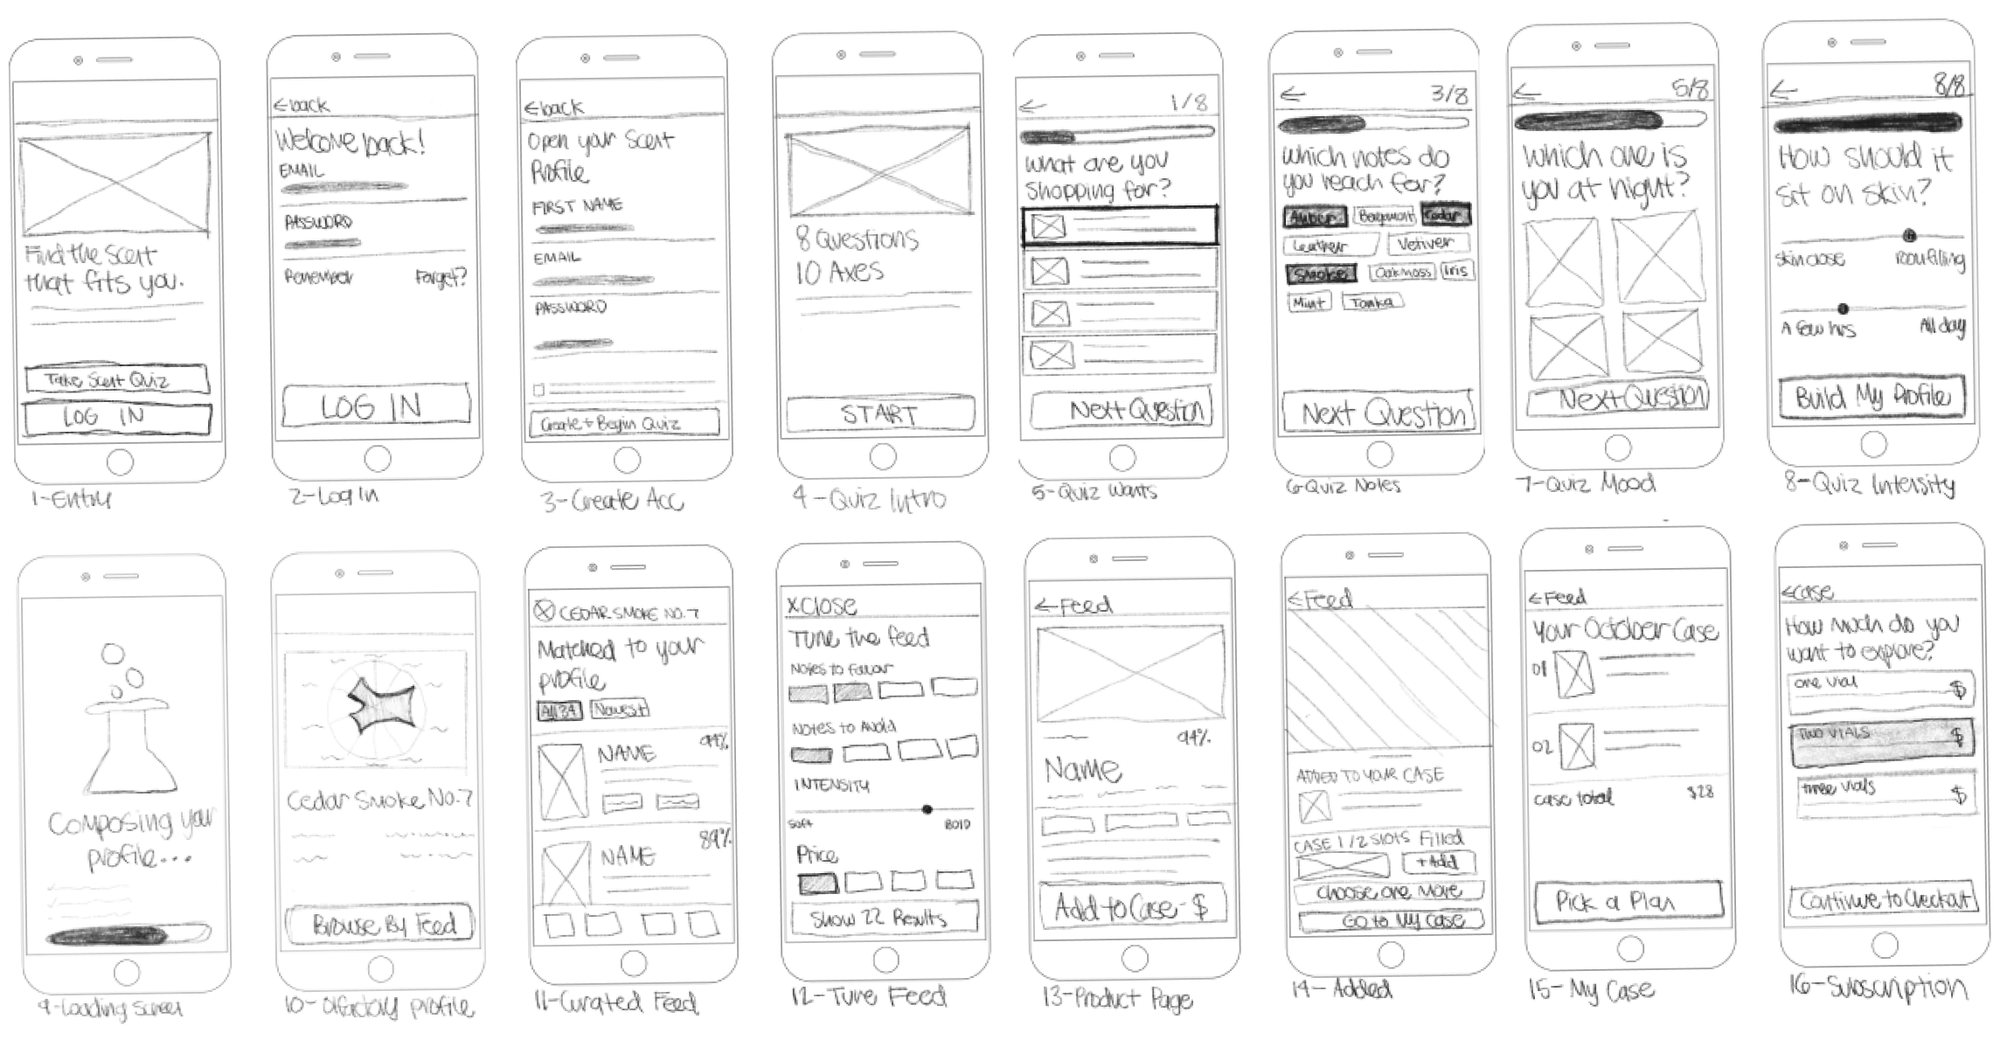 ←back
Welcome back!
EMAIL
PASSWORD
Remember Forget?
LOG IN
2-Log In
Find the Scent
that fits you.
Take Scent Quiz
LOG IN
1-Entry
←back
Open your Scent
Profile
FIRST NAME
EMAIL
PASSWORD
Create + Begin Quiz
3-Create Acc
8 Questions
10 Axes
START
4-Quiz Intro
← 1/8
What are you
Shopping for?
Next Question
5-Quiz Wants
← 3/8
Which notes do
you reach for?
Amber Bergamont Cedar
Leather Vetiver
Smoke Oakmoss Iris
Mint Tonka
Next Question
6-Quiz Notes
← 5/8
Which one is
you at night?
Next Question
7-Quiz Mood
← 8/8
How should it
sit on skin?
skin close room filling
A few hrs All day
Build My Profile
8-Quiz Intensity
Composing your
profile...
9-Loading Screen
Cedar Smoke No.7
Browse By Feed
10-Olfactory profile
CEDAR SMOKE NO.7
Matched to your
profile
All 34 Newest
NAME 94%
NAME 89%
11-Curated Feed
X Close
Tune the feed
Notes to Favor
Notes to Avoid
INTENSITY
Soft BOLD
Price
Show 22 Results
12-Tune Feed
←Feed
94%
Name
Add to Case-$
13-Product Page
←Feed
ADDED TO YOUR CASE
CASE 1/2 SLOTS Filled
+Add
Choose one More
Go to My Case
14-Added
←Feed
Your October Case
01
02
case total $28
Pick a Plan
15-My Case
←Case
How much do you
want to explore?
one vial $
TWO VIALS $
three vials $
Continue to Checkout
16-Subscription